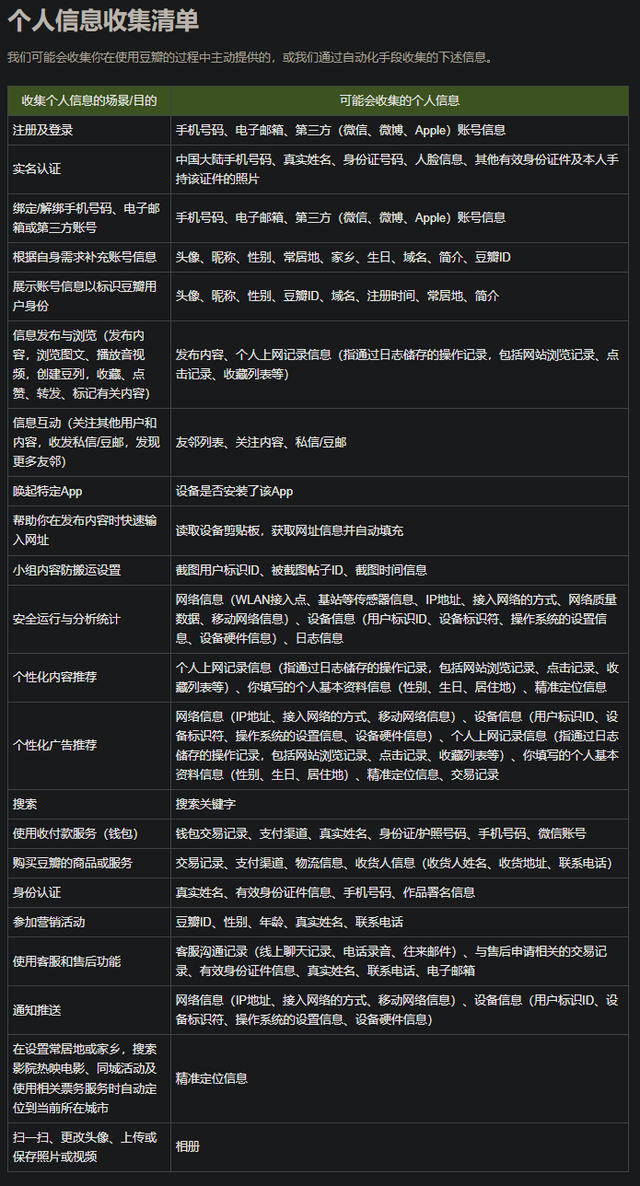 个人信息收集清单
我们可能会收集你在使用豆瓣的过程中主动提供的，或我们通过自动化手段收集的下述信息。
收集个人信息的场景/目的
可能会收集的个人信息
注册及登录
手机号码、电子邮箱、第三方（微信、微博、Apple）账号信息
实名认证
中国大陆手机号码、真实姓名、身份证号码、人脸信息、其他有效身份证件及本人手
持该证件的照片
绑定/解绑手机号码、电子邮
箱或第三方账号
手机号码、电子邮箱、第三方（微信、微博、Apple）账号信息
根据自身需求补充账号信息
头像、昵称、性别、常居地、家乡、生日、域名、简介、豆瓣ID
展示账号信息以标识豆瓣用
户身份
头像、昵称、性别、豆瓣ID、域名、注册时间、常居地、简介
信息发布与浏览（发布内
容，浏览图文、播放音视
频，创建豆列，收藏、点
赞、转发、标记有关内容）
发布内容、个人上网记录信息（指通过日志储存的操作记录，包括网站浏览记录、点
击记录、收藏列表等）
信息互动（关注其他用户和
内容，收发私信/豆邮，发现
更多友邻）
友邻列表、关注内容、私信/豆邮
唤起特定App
设备是否安装了该App
帮助你在发布内容时快速输
入网址
读取设备剪贴板，获取网址信息并自动填充
小组内容防搬运设置
截图用户标识ID、被截图帖子ID、截图时间信息
安全运行与分析统计
网络信息（WLAN接入点、基站等传感器信息、IP地址、接入网络的方式、网络质量
数据、移动网络信息）、设备信息（用户标识ID、设备标识符、操作系统的设置信
息、设备硬件信息）、日志信息
个性化内容推荐
个人上网记录信息（指通过日志储存的操作记录，包括网站浏览记录、点击记录、收
藏列表等）、你填写的个人基本资料信息（性别、生日、居住地）、精准定位信息
个性化广告推荐
网络信息（IP地址、接入网络的方式、移动网络信息）、设备信息（用户标识ID、设
备标识符、操作系统的设置信息、设备硬件信息）、个人上网记录信息（指通过日志
储存的操作记录，包括网站浏览记录、点击记录、收藏列表等）、你填写的个人基本
资料信息（性别、生日、居住地）、精准定位信息、交易记录
搜索
搜索关键字
使用收付款服务（钱包）
钱包交易记录、支付渠道、真实姓名、身份证/护照号码、手机号码、微信账号
购买豆瓣的商品或服务
交易记录、支付渠道、物流信息、收货人信息（收货人姓名、收货地址、联系电话）
身份认证
真实姓名、有效身份证件信息、手机号码、作品署名信息
参加营销活动
豆瓣ID、性别、年龄、真实姓名、联系电话
使用客服和售后功能
客服沟通记录（线上聊天记录、电话录音、往来邮件）、与售后申请相关的交易记
录、有效身份证件信息、真实姓名、联系电话、电子邮箱
通知推送
网络信息（IP地址、接入网络的方式、移动网络信息）、设备信息（用户标识ID、设
备标识符、操作系统的设置信息、设备硬件信息）
在设置常居地或家乡，搜索
影院热映电影、同城活动及
使用相关票务服务时自动定
位到当前所在城市
精准定位信息
扫一扫、更改头像、上传或
保存照片或视频
相册